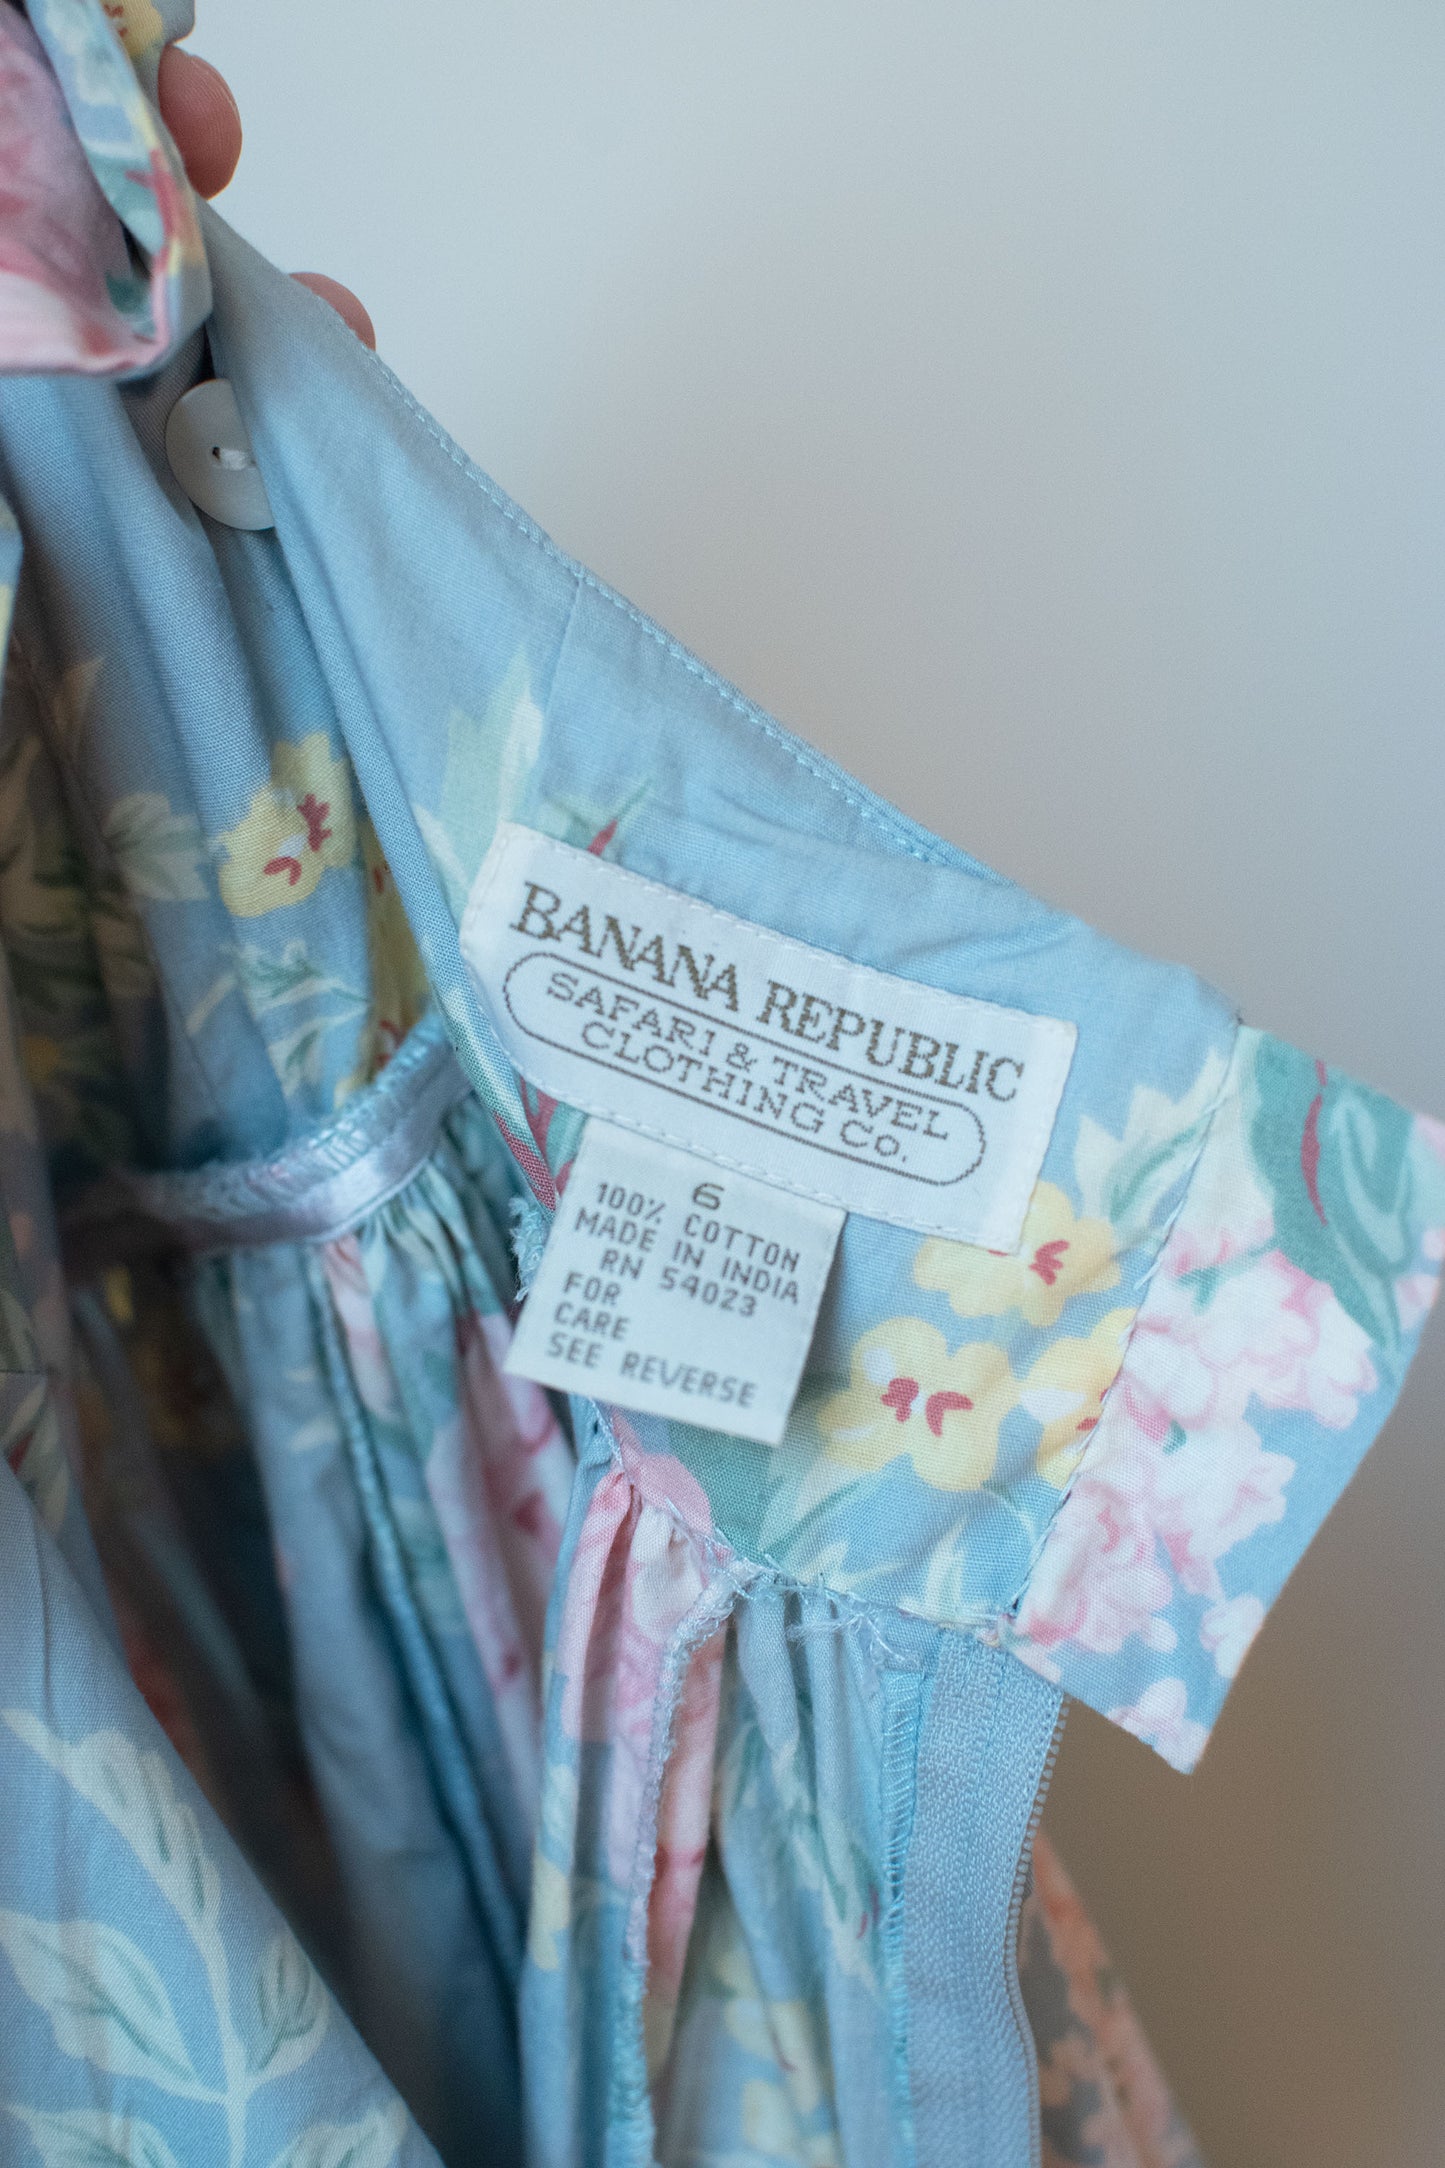 BANANA REPUBLIC
SAFARI & TRAVEL
CLOTHING CO.
6
100% COTTON
MADE IN INDIA
RN 54023
FOR
CARE
SEE REVERSE